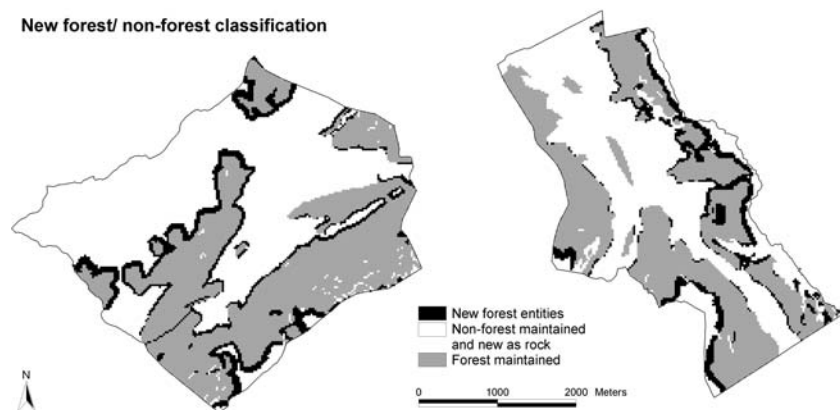 New forest/ non-forest classification
New forest entities
Non-forest maintained
and new as rock
Forest maintained
N
0 1000 2000 Meters